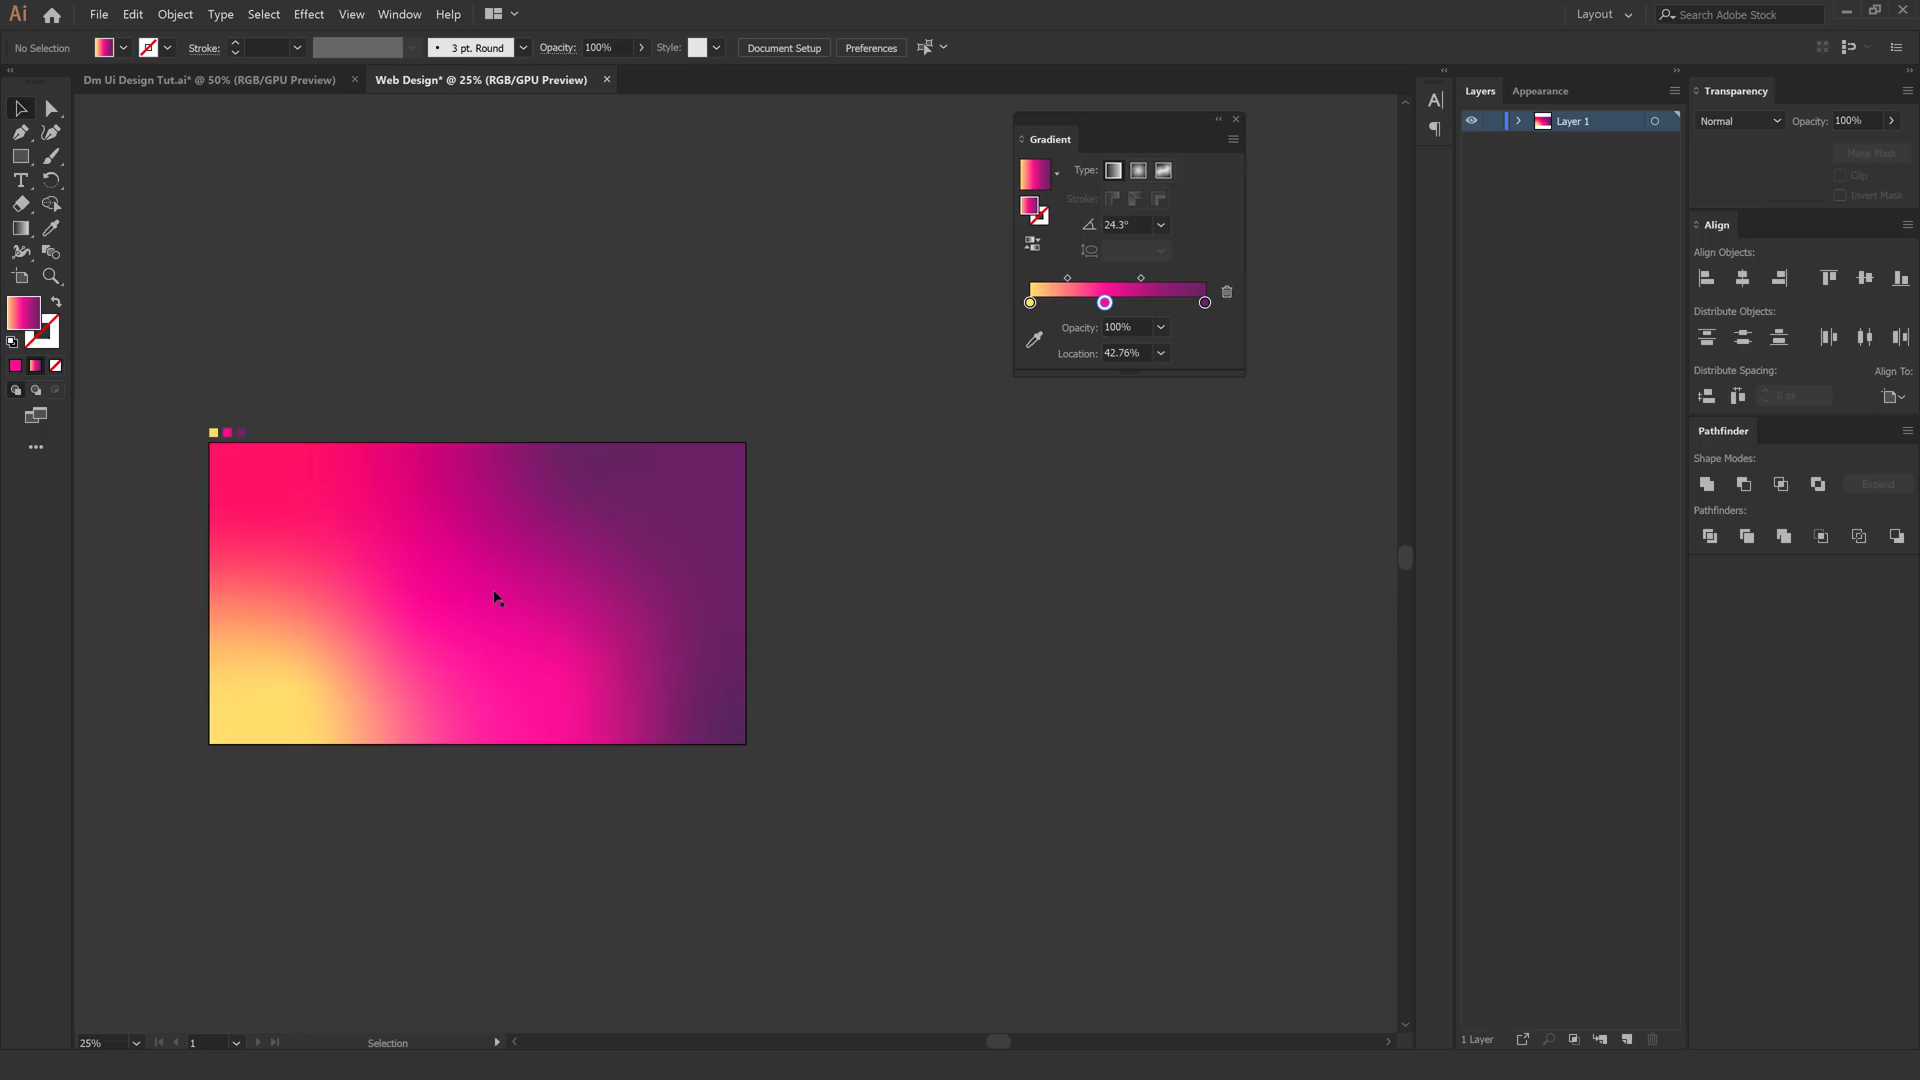 Ai File Edit Object Type Select Effect View Window Help Layout Search Adobe Stock
No Selection Stroke: 3 pt. Round Opacity: 100% Style: Document Setup Preferences
Dm Ui Design Tut.ai* @ 50% (RGB/GPU Preview) × Web Design* @ 25% (RGB/GPU Preview) ×
Gradient
Type:
Stroke:
24.3°
Opacity: 100%
Location: 42.76%
Layers Appearance
Layer 1
Transparency
Normal Opacity: 100%
Make Mask
Clip
Invert Mask
Align
Align Objects:
Distribute Objects:
Distribute Spacing: Align To:
0 px
Pathfinder
Shape Modes:
Expand
Pathfinders:
25% 1 Selection
1 Layer